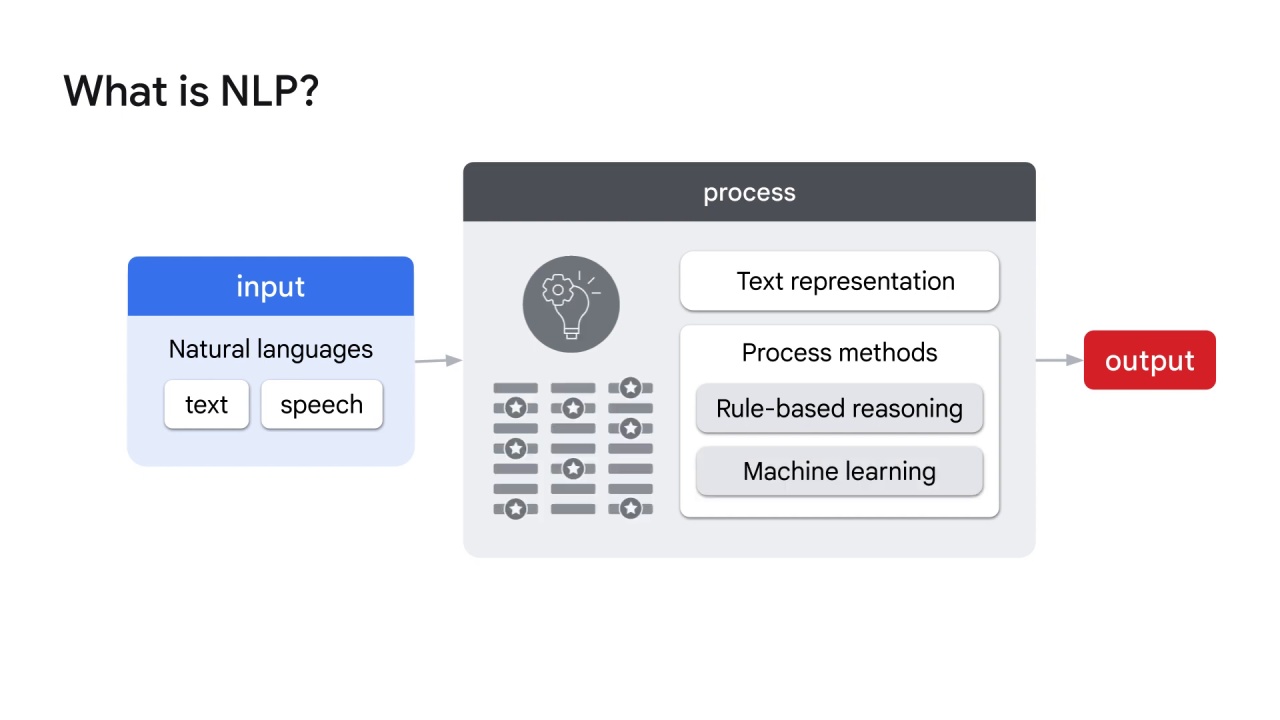 What is NLP?
process
input
Natural languages
text
speech
Text representation
Process methods
Rule-based reasoning
Machine learning
output